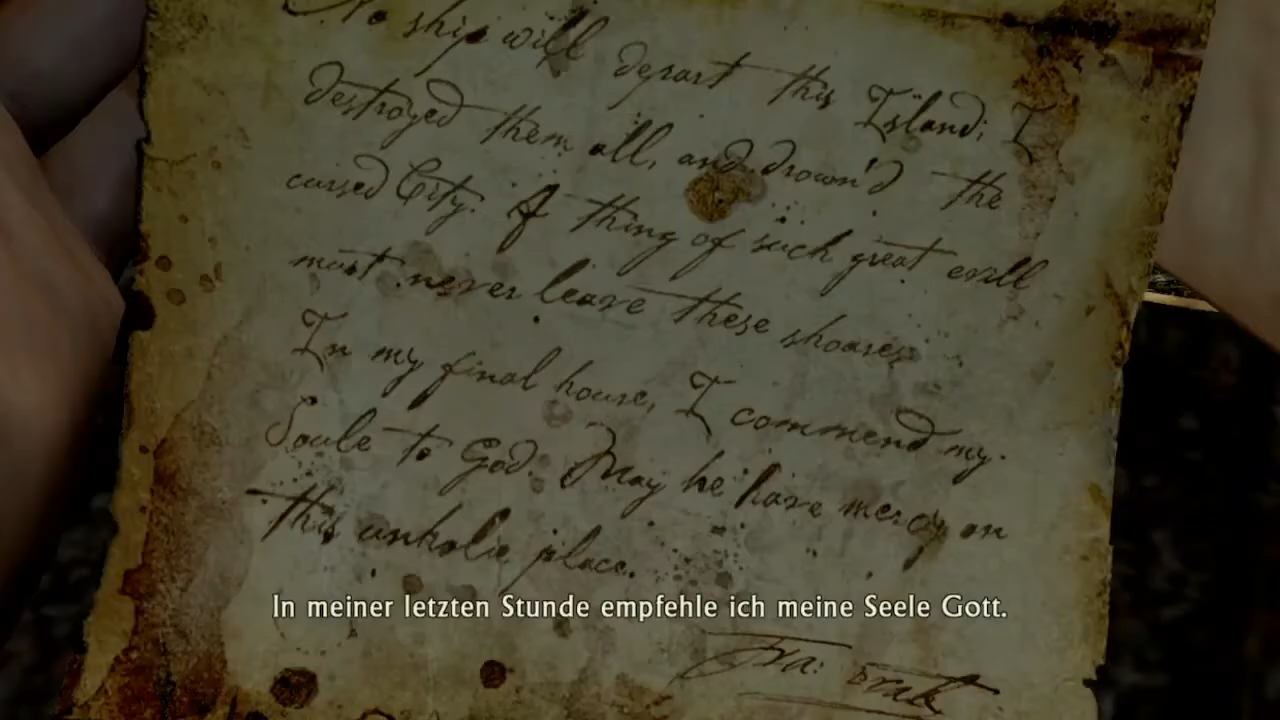 No ship will depart this Island; I
destroyed them all, and drown'd the
cursed City. A thing of such great evill
must never leave these shoares.
In my final houre, I commend my
Soule to God. May he have mercy on
this unholie place.
In meiner letzten Stunde empfehle ich meine Seele Gott.
Fra: Drak